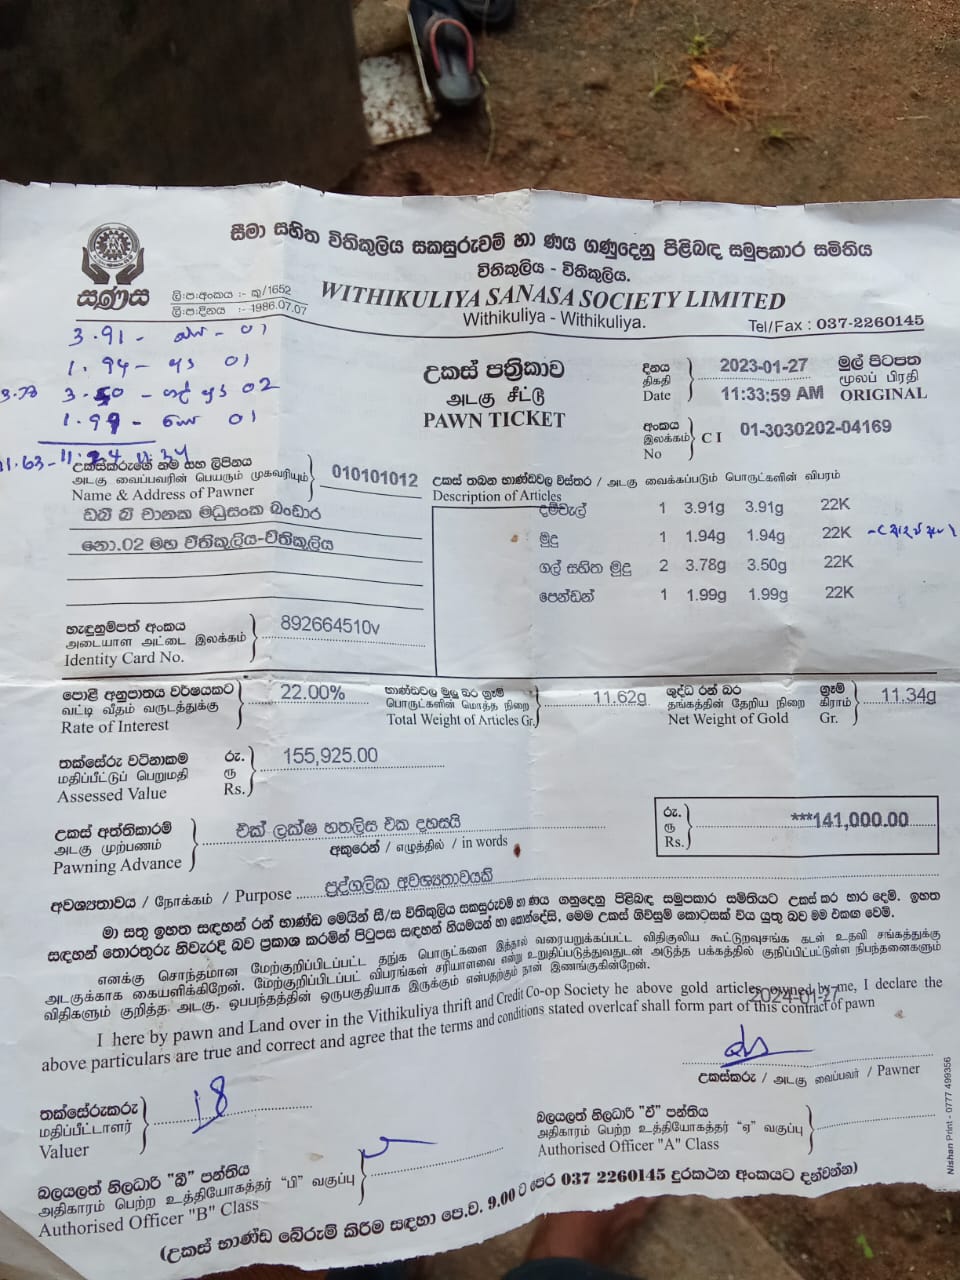 සීමා සහිත විතිකුලිය සකසුරුවම් හා ණය ගණුදෙනු පිළිබඳ සමුපකාර සමිතිය
විතිකුලිය - විතිකුලිය.
සණස
ලි:ප:අංකය :- කු/1652
ලි:ප:දිනය :- 1986.07.07
WITHIKULIYA SANASA SOCIETY LIMITED
Withikuliya - Withikuliya.
Tel/Fax : 037-2260145
3.91 - 01
1.94 - 01
3.73 3.50 - 02
1.99 - 01
11.63 - 11.34
උකස් පත්‍රිකාව
අடகு சீட்டு
PAWN TICKET
දිනය
திகதி
Date
2023-01-27
11:33:59 AM
මුල් පිටපත
மூலப் பிரதி
ORIGINAL
අංකය
இலக்கம்
No
C I 01-3030202-04169
උකස්කරුගේ නම සහ ලිපිනය
அடகு வைப்பவரின் பெயரும் முகவரியும்
Name & Address of Pawner
010101012
ඩබ් බී චානක මධුසංක බංඩාර
නො.02 මහ විතිකුලිය-විතිකුලිය
උකස් තබන භාණ්ඩවල විස්තර / அடகு வைக்கப்படும் பொருட்களின் விபரம்
Description of Articles
දම්වැල් 1 3.91g 3.91g 22K
මුදු 1 1.94g 1.94g 22K
ගල් සහිත මුදු 2 3.78g 3.50g 22K
පෙන්ඩන් 1 1.99g 1.99g 22K
හැඳුනුම්පත් අංකය
அடையாள அட்டை இலக்கம்
Identity Card No.
892664510v
පොළී අනුපාතය වර්ෂයකට
வட்டி வீதம் வருடத்துக்கு
Rate of Interest
22.00%
භාණ්ඩවල මුලු බර ග්‍රෑම්
பொருட்களின் மொத்த நிறை
Total Weight of Articles Gr.
11.62g
ශුද්ධ රන් බර
தங்கத்தின் தேறிய நிறை
Net Weight of Gold
ග්‍රෑම්
கிராம்
Gr.
11.34g
තක්සේරු වටිනාකම
மதிப்பீட்டுப் பெறுமதி
Assessed Value
රු.
ரூ
Rs.
155,925.00
උකස් අත්තිකාරම්
அடகு முற்பணம்
Pawning Advance
එක් ලක්ෂ හතලිස එක දහසයි
අකුරෙන් / எழுத்தில் / in words
රු.
ரூ
Rs.
***141,000.00
අවශ්‍යතාවය / நோக்கம் / Purpose
පුද්ගලික අවශ්‍යතාවයකි
මා සතු ඉහත සඳහන් රන් භාණ්ඩ මෙයින් සී/ස විතිකුලිය සකසුරුවම් හා ණය ගනුදෙනු පිළිබඳ සමුපකාර සමිතියට උකස් කර භාර දෙමි. ඉහත
සඳහන් තොරතුරු නිවැරදි බව ප්‍රකාශ කරමින් පිටුපස සඳහන් නියමයන් හා කොන්දේසි, මෙම උකස් ගිවිසුම් කොටසක් විය යුතු බව මම එකඟ වෙමි.
எனக்கு சொந்தமான மேற்குறிப்பிடப்பட்ட தங்க பொருட்களை இத்தால் வரையறுக்கப்பட்ட விதிகுலிய கூட்டுறவுசங்க கடன் உதவி சங்கத்துக்கு
அடகுக்காக கையளிக்கிறேன். மேற்குறிப்பிடப்பட் விபரங்கள் சரியாளவை என்று உறுதிப்படுத்துவதுடன் அடுத்த பக்கத்தில் குறிப்பிட்பட்டுள்ள நிபந்தனைகளும்
விதிகளும் குறித்த அடகு. ஒப்பந்தத்தின் ஒருபகுதியாக இருக்கும் என்பதற்கும் நான் இணங்குகின்றேன்.
I here by pawn and Land over in the Vithikuliya thrift and Credit Co-op Society he above gold articles owned by me, I declare the
2024-01-27
above particulars are true and correct and agree that the terms and conditions stated overleaf shall form part of this contract of pawn
උකස්කරු / அடகு வைப்பவர் / Pawner
තක්සේරුකරු
மதிப்பீட்டாளர்
Valuer
බලයලත් නිලධාරි "ඒ" පන්තිය
அதிகாரம் பெற்ற உத்தியோகத்தர் "ஏ" வகுப்பு
Authorised Officer "A" Class
බලයලත් නිලධාරි "බී" පන්තිය
அதிகாரம் பெற்ற உத்தியோகத்தர் "பி" வகுப்பு
Authorised Officer "B" Class
(උකස් භාණ්ඩ බේරුම් කිරීම සඳහා පෙ.ව. 9.00 ට පෙර 037 2260145 දුරකථන අංකයට දන්වන්න)
Nishan Print - 0777 499356